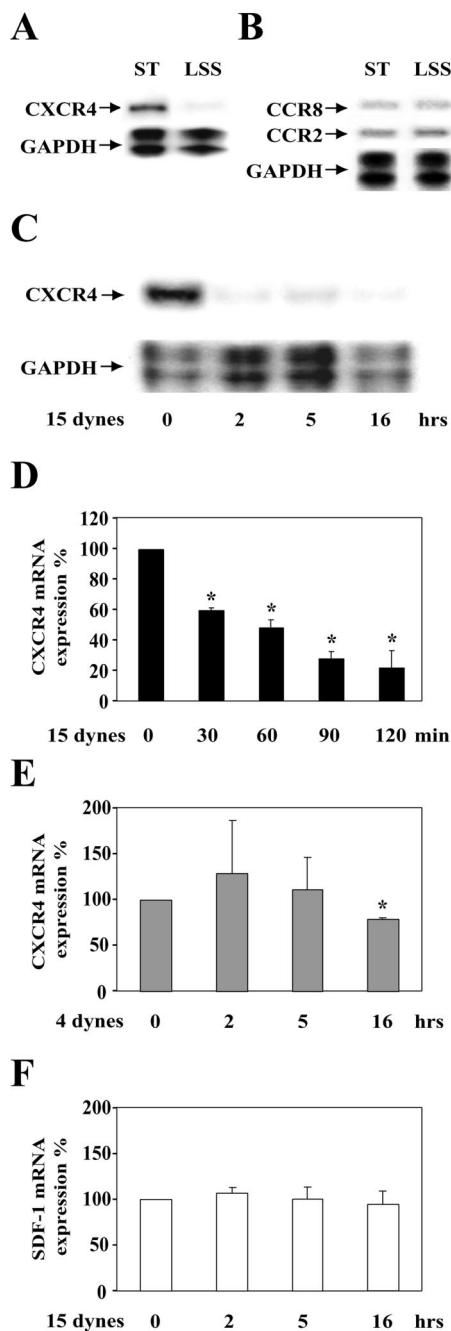 A
B
ST LSS
ST LSS
CXCR4
GAPDH
CCR8
CCR2
GAPDH
C
CXCR4
GAPDH
15 dynes 0 2 5 16 hrs
D
CXCR4 mRNA
expression %
120
100
80
60
40
20
0
* * * *
15 dynes 0 30 60 90 120 min
E
CXCR4 mRNA
expression %
200
150
100
50
0
*
4 dynes 0 2 5 16 hrs
F
SDF-1 mRNA
expression %
200
150
100
50
0
15 dynes 0 2 5 16 hrs